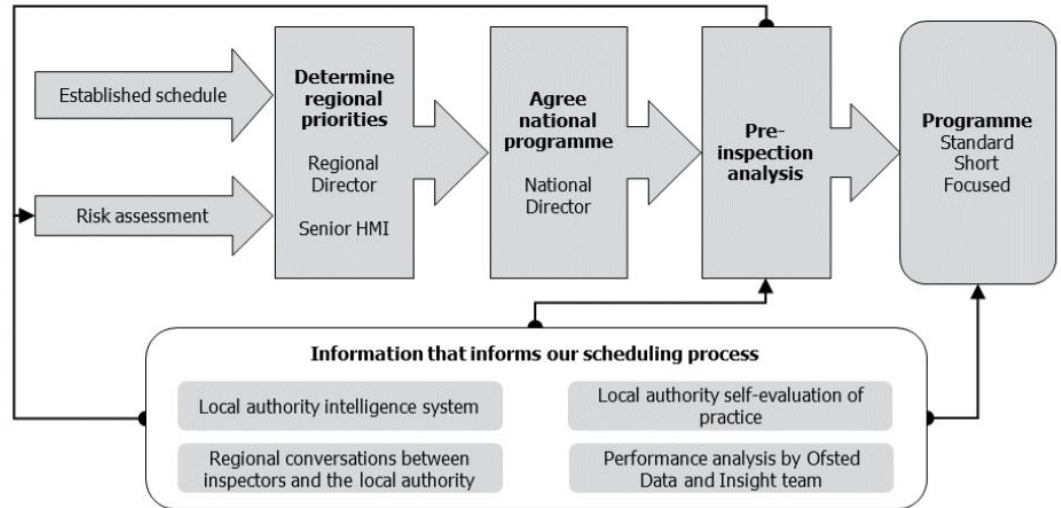 Established schedule
Risk assessment
Determine
regional
priorities
Regional
Director
Senior HMI
Agree
national
programme
National
Director
Pre-
inspection
analysis
Programme
Standard
Short
Focused
Information that informs our scheduling process
Local authority intelligence system
Local authority self-evaluation of
practice
Regional conversations between
inspectors and the local authority
Performance analysis by Ofsted
Data and Insight team